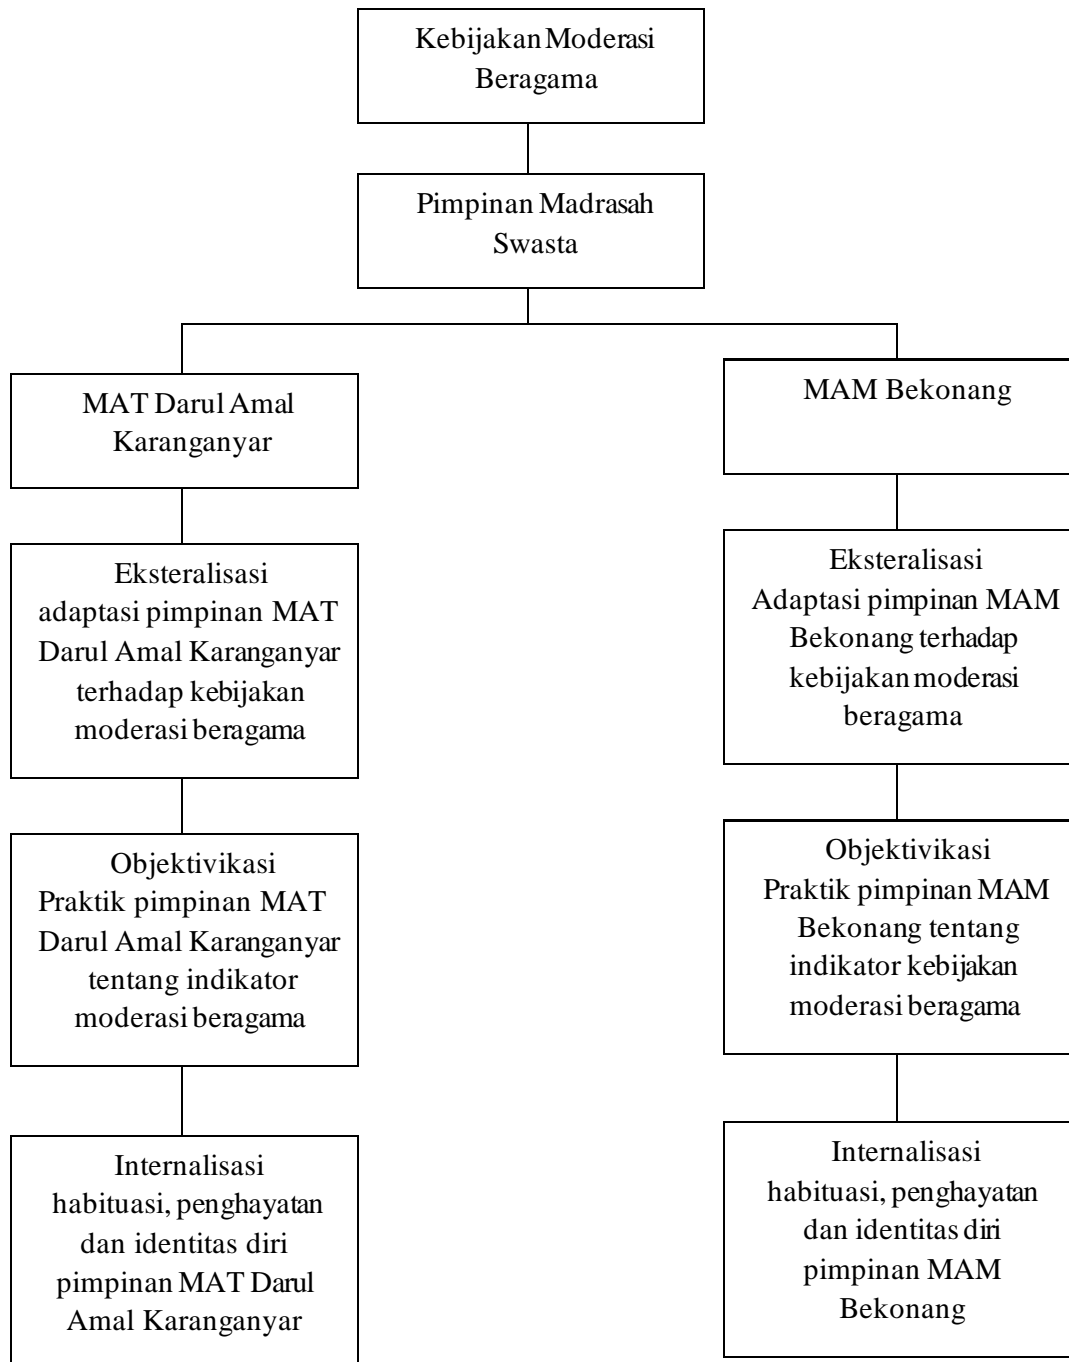 Kebijakan Moderasi
Beragama
Pimpinan Madrasah
Swasta
MAT Darul Amal
Karanganyar
MAM Bekonang
Eksteralisasi
adaptasi pimpinan MAT
Darul Amal Karanganyar
terhadap kebijakan
moderasi beragama
Eksteralisasi
Adaptasi pimpinan MAM
Bekonang terhadap
kebijakan moderasi
beragama
Objektivikasi
Praktik pimpinan MAT
Darul Amal Karanganyar
tentang indikator
moderasi beragama
Objektivikasi
Praktik pimpinan MAM
Bekonang tentang
indikator kebijakan
moderasi beragama
Internalisasi
habituasi, penghayatan
dan identitas diri
pimpinan MAT Darul
Amal Karanganyar
Internalisasi
habituasi, penghayatan
dan identitas diri
pimpinan MAM
Bekonang